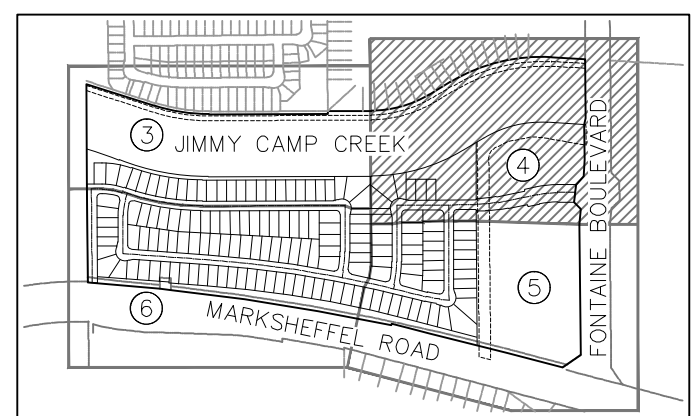 3 JIMMY CAMP CREEK
4
FONTAINE BOULEVARD
5
6
MARKSHEFFEL ROAD